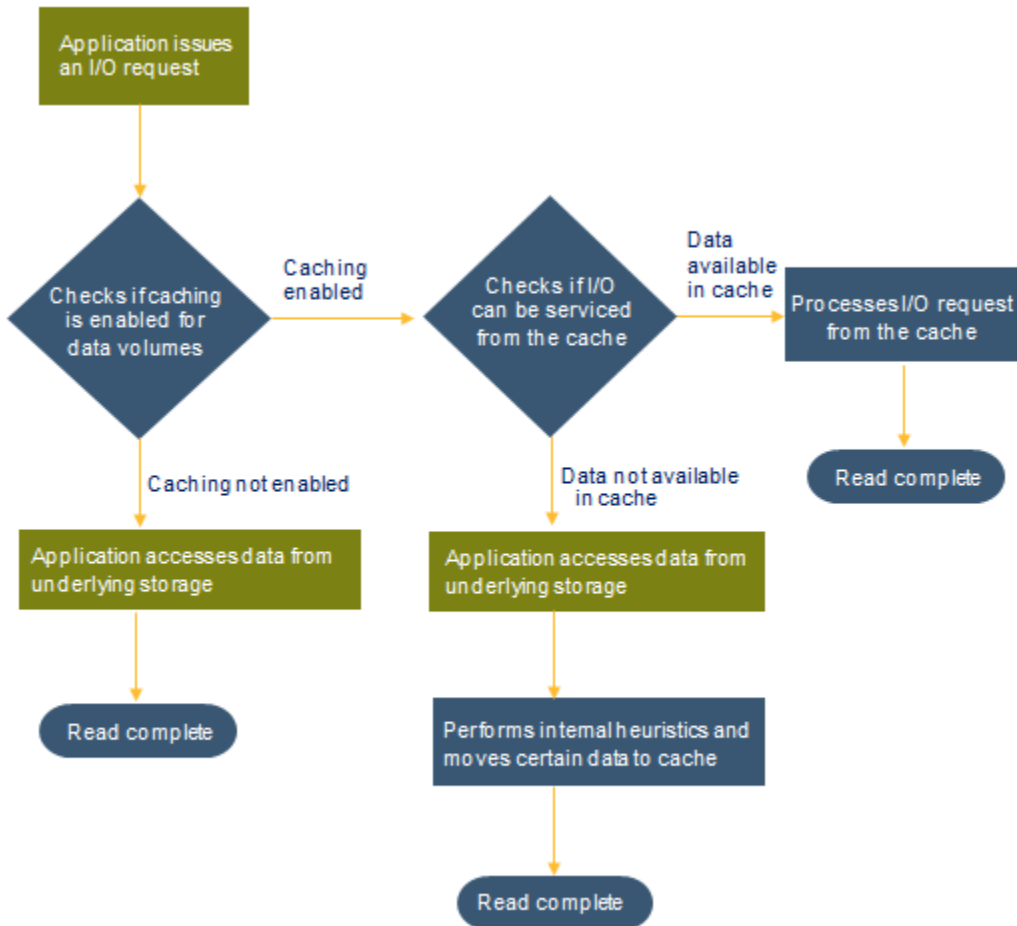 Application issues
an I/O request
Checks if caching
is enabled for
data volumes
Caching
enabled
Checks if I/O
can be serviced
from the cache
Data
available
in cache
Processes I/O request
from the cache
Read complete
Caching not enabled
Application accesses data from
underlying storage
Read complete
Data not available
in cache
Application accesses data from
underlying storage
Performs internal heuristics and
moves certain data to cache
Read complete